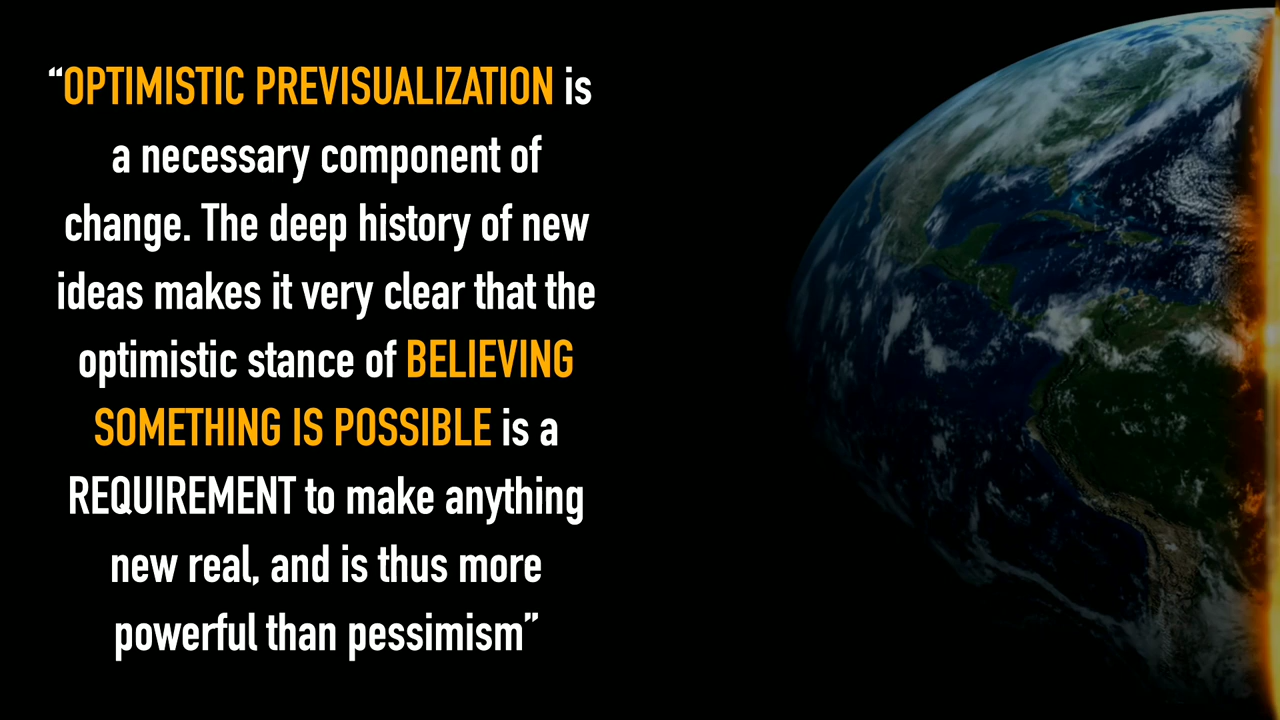 “OPTIMISTIC PREVISUALIZATION is
a necessary component of
change. The deep history of new
ideas makes it very clear that the
optimistic stance of BELIEVING
SOMETHING IS POSSIBLE is a
REQUIREMENT to make anything
new real, and is thus more
powerful than pessimism”